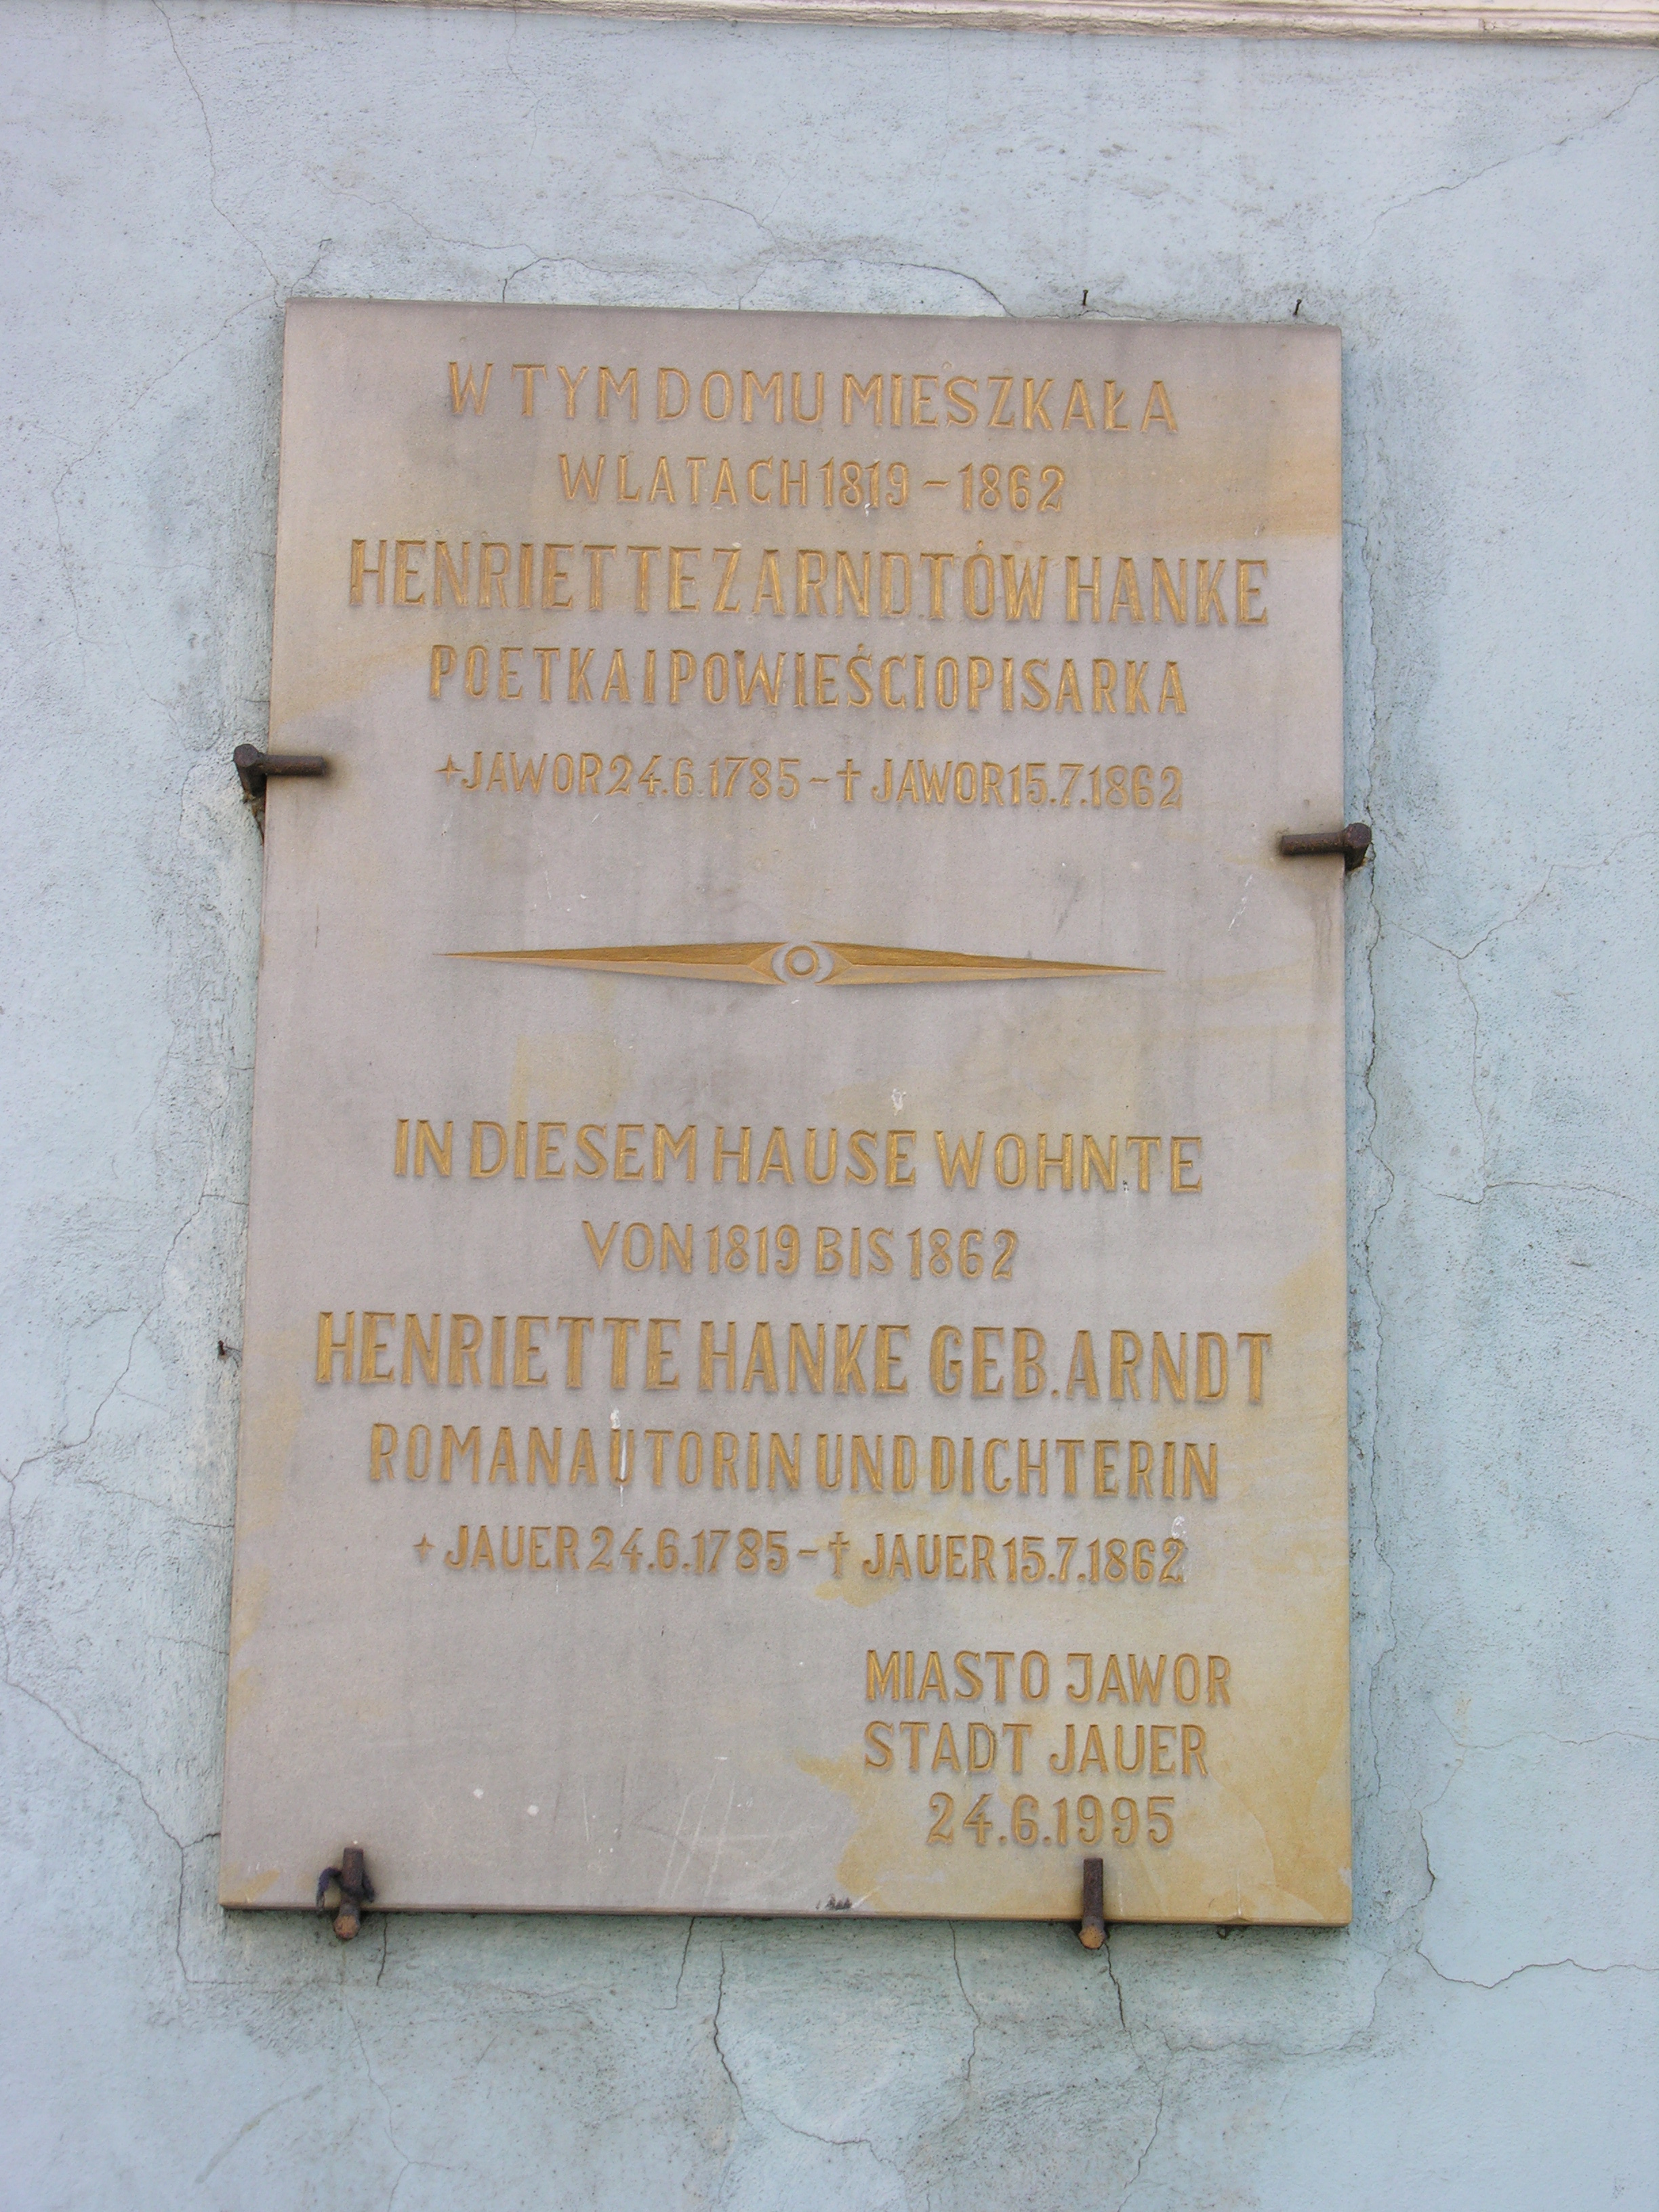 W TYM DOMU MIESZKAŁA
W LATACH 1819 – 1862
HENRIETTE Z ARNDTÓW HANKE
POETKA I POWIEŚCIOPISARKA
+JAWOR 24.6.1785 – † JAWOR 15.7.1862
IN DIESEM HAUSE WOHNTE
VON 1819 BIS 1862
HENRIETTE HANKE GEB. ARNDT
ROMANAUTORIN UND DICHTERIN
+ JAUER 24.6.1785 – † JAUER 15.7.1862
MIASTO JAWOR
STADT JAUER
24.6.1995